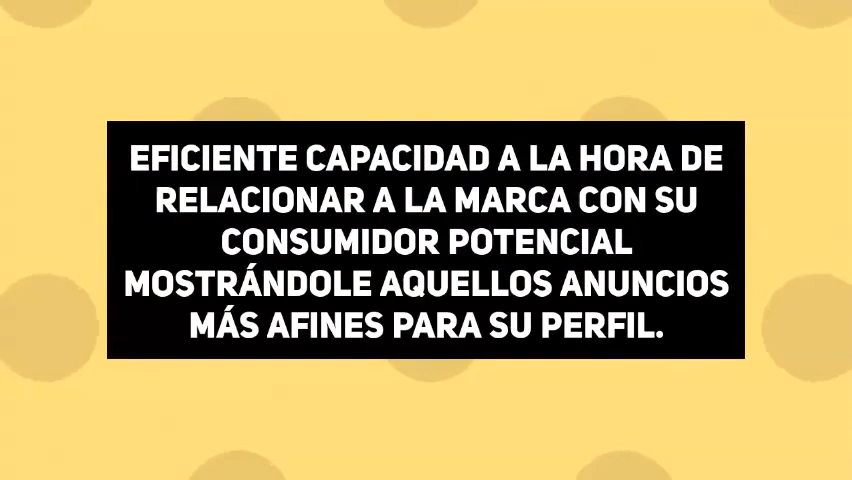 EFICIENTE CAPACIDAD A LA HORA DE
RELACIONAR A LA MARCA CON SU
CONSUMIDOR POTENCIAL
MOSTRÁNDOLE AQUELLOS ANUNCIOS
MÁS AFINES PARA SU PERFIL.